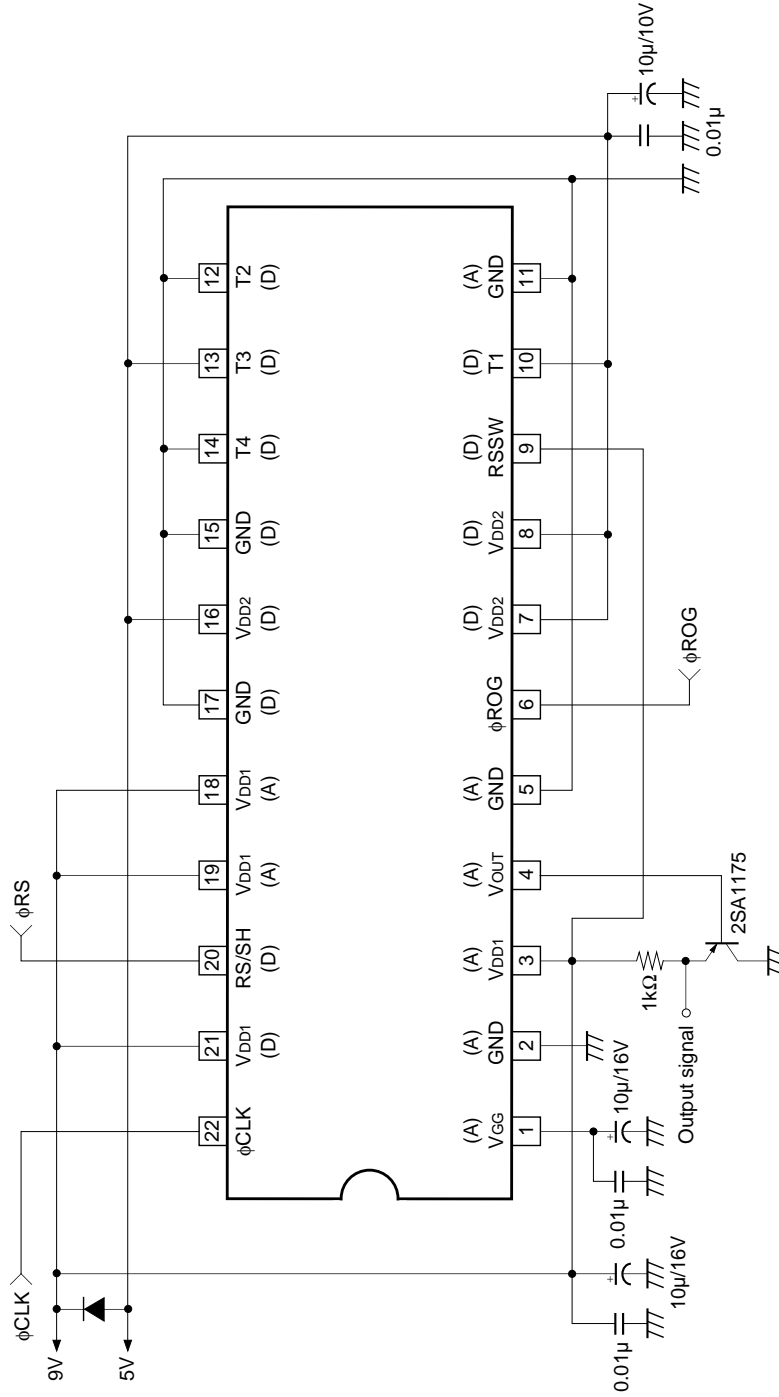 φCLK
φRS
9V
5V
22 21 20 19 18 17 16 15 14 13 12
φCLK VDD1 RS/SH VDD1 VDD1 GND VDD2 GND T4 T3 T2
(D) (D) (A) (A) (D) (D) (D) (D) (D) (D)
(A) (A) (A) (A) (A) (D) (D) (D) (D) (A)
VGG GND VDD1 VOUT GND φROG VDD2 VDD2 RSSW T1 GND
1 2 3 4 5 6 7 8 9 10 11
0.01µ
+
10µ/16V
0.01µ
+
10µ/16V
1kΩ
Output signal
2SA1175
φROG
+
10µ/10V
0.01µ